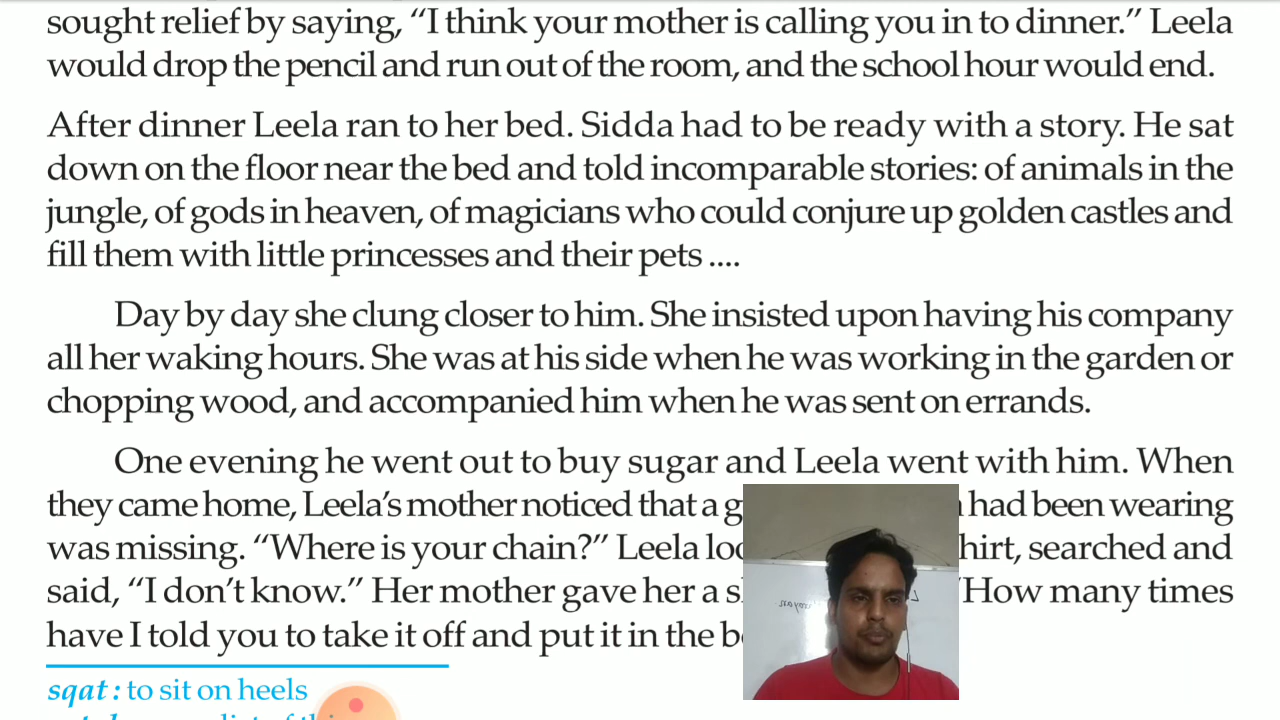 sought relief by saying, “I think your mother is calling you in to dinner.” Leela
would drop the pencil and run out of the room, and the school hour would end.
After dinner Leela ran to her bed. Sidda had to be ready with a story. He sat
down on the floor near the bed and told incomparable stories: of animals in the
jungle, of gods in heaven, of magicians who could conjure up golden castles and
fill them with little princesses and their pets ....
Day by day she clung closer to him. She insisted upon having his company
all her waking hours. She was at his side when he was working in the garden or
chopping wood, and accompanied him when he was sent on errands.
One evening he went out to buy sugar and Leela went with him. When
they came home, Leela’s mother noticed that a had been wearing
was missing. “Where is your chain?” Leela searched and
said, “I don’t know.” Her mother gave her a “How many times
have I told you to take it off and put it in the
sqat : to sit on heels